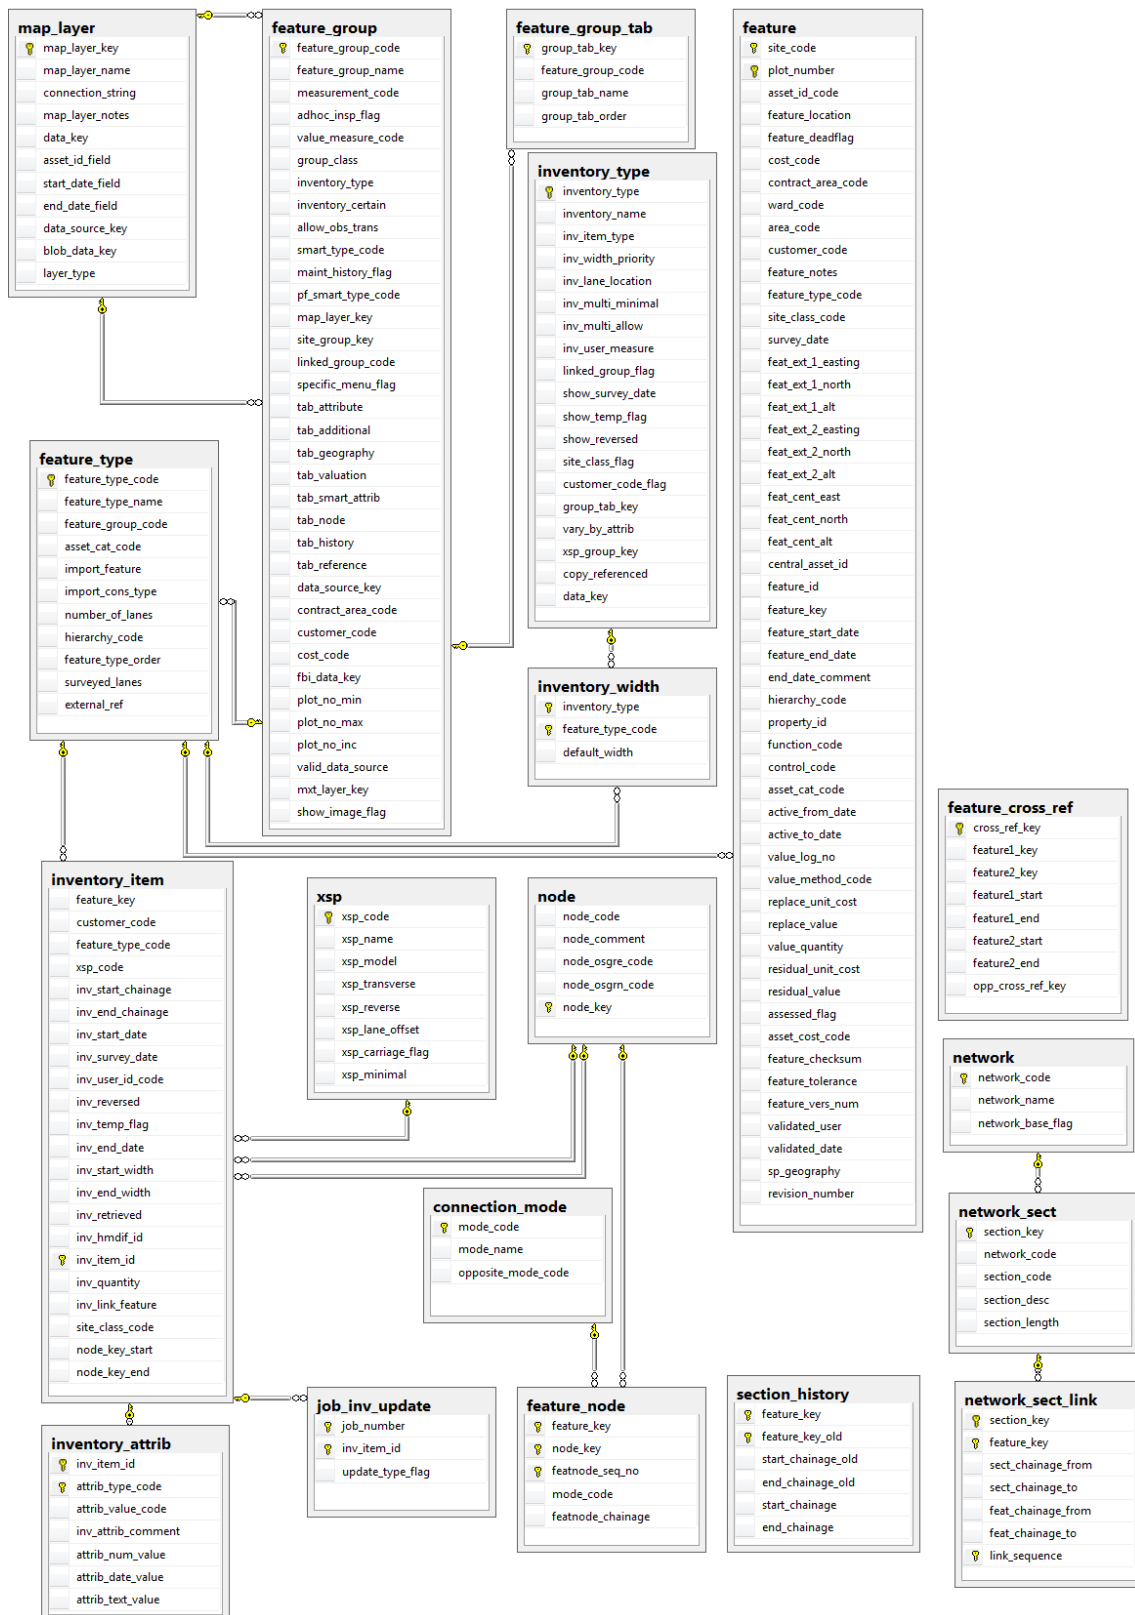 map_layer
map_layer_key
map_layer_name
connection_string
map_layer_notes
data_key
asset_id_field
start_date_field
end_date_field
data_source_key
blob_data_key
layer_type
feature_group
feature_group_code
feature_group_name
measurement_code
adhoc_insp_flag
value_measure_code
group_class
inventory_type
inventory_certain
allow_obs_trans
smart_type_code
maint_history_flag
pf_smart_type_code
map_layer_key
site_group_key
linked_group_code
specific_menu_flag
tab_attribute
tab_additional
tab_geography
tab_valuation
tab_smart_attrib
tab_node
tab_history
tab_reference
data_source_key
contract_area_code
customer_code
cost_code
fbi_data_key
plot_no_min
plot_no_max
plot_no_inc
valid_data_source
mxt_layer_key
show_image_flag
feature_group_tab
group_tab_key
feature_group_code
group_tab_name
group_tab_order
inventory_type
inventory_type
inventory_name
inv_item_type
inv_width_priority
inv_lane_location
inv_multi_minimal
inv_multi_allow
inv_user_measure
linked_group_flag
show_survey_date
show_temp_flag
show_reversed
site_class_flag
customer_code_flag
group_tab_key
vary_by_attrib
xsp_group_key
copy_referenced
data_key
feature
site_code
plot_number
asset_id_code
feature_location
feature_deadflag
cost_code
contract_area_code
ward_code
area_code
customer_code
feature_notes
feature_type_code
site_class_code
survey_date
feat_ext_1_easting
feat_ext_1_north
feat_ext_1_alt
feat_ext_2_easting
feat_ext_2_north
feat_ext_2_alt
feat_cent_east
feat_cent_north
feat_cent_alt
central_asset_id
feature_id
feature_key
feature_start_date
feature_end_date
end_date_comment
hierarchy_code
property_id
function_code
control_code
asset_cat_code
active_from_date
active_to_date
value_log_no
value_method_code
replace_unit_cost
replace_value
value_quantity
residual_unit_cost
residual_value
assessed_flag
asset_cost_code
feature_checksum
feature_tolerance
feature_vers_num
validated_user
validated_date
sp_geography
revision_number
feature_type
feature_type_code
feature_type_name
feature_group_code
asset_cat_code
import_feature
import_cons_type
number_of_lanes
hierarchy_code
feature_type_order
surveyed_lanes
external_ref
inventory_width
inventory_type
feature_type_code
default_width
feature_cross_ref
cross_ref_key
feature1_key
feature2_key
feature1_start
feature1_end
feature2_start
feature2_end
opp_cross_ref_key
inventory_item
feature_key
customer_code
feature_type_code
xsp_code
inv_start_chainage
inv_end_chainage
inv_start_date
inv_survey_date
inv_user_id_code
inv_reversed
inv_temp_flag
inv_end_date
inv_start_width
inv_end_width
inv_retrieved
inv_hmdif_id
inv_item_id
inv_quantity
inv_link_feature
site_class_code
node_key_start
node_key_end
xsp
xsp_code
xsp_name
xsp_model
xsp_transverse
xsp_reverse
xsp_lane_offset
xsp_carriage_flag
xsp_minimal
node
node_code
node_comment
node_osgre_code
node_osgrn_code
node_key
network
network_code
network_name
network_base_flag
connection_mode
mode_code
mode_name
opposite_mode_code
network_sect
section_key
network_code
section_code
section_desc
section_length
job_inv_update
job_number
inv_item_id
update_type_flag
feature_node
feature_key
node_key
featnode_seq_no
mode_code
featnode_chainage
section_history
feature_key
feature_key_old
start_chainage_old
end_chainage_old
start_chainage
end_chainage
network_sect_link
section_key
feature_key
sect_chainage_from
sect_chainage_to
feat_chainage_from
feat_chainage_to
link_sequence
inventory_attrib
inv_item_id
attrib_type_code
attrib_value_code
inv_attrib_comment
attrib_num_value
attrib_date_value
attrib_text_value